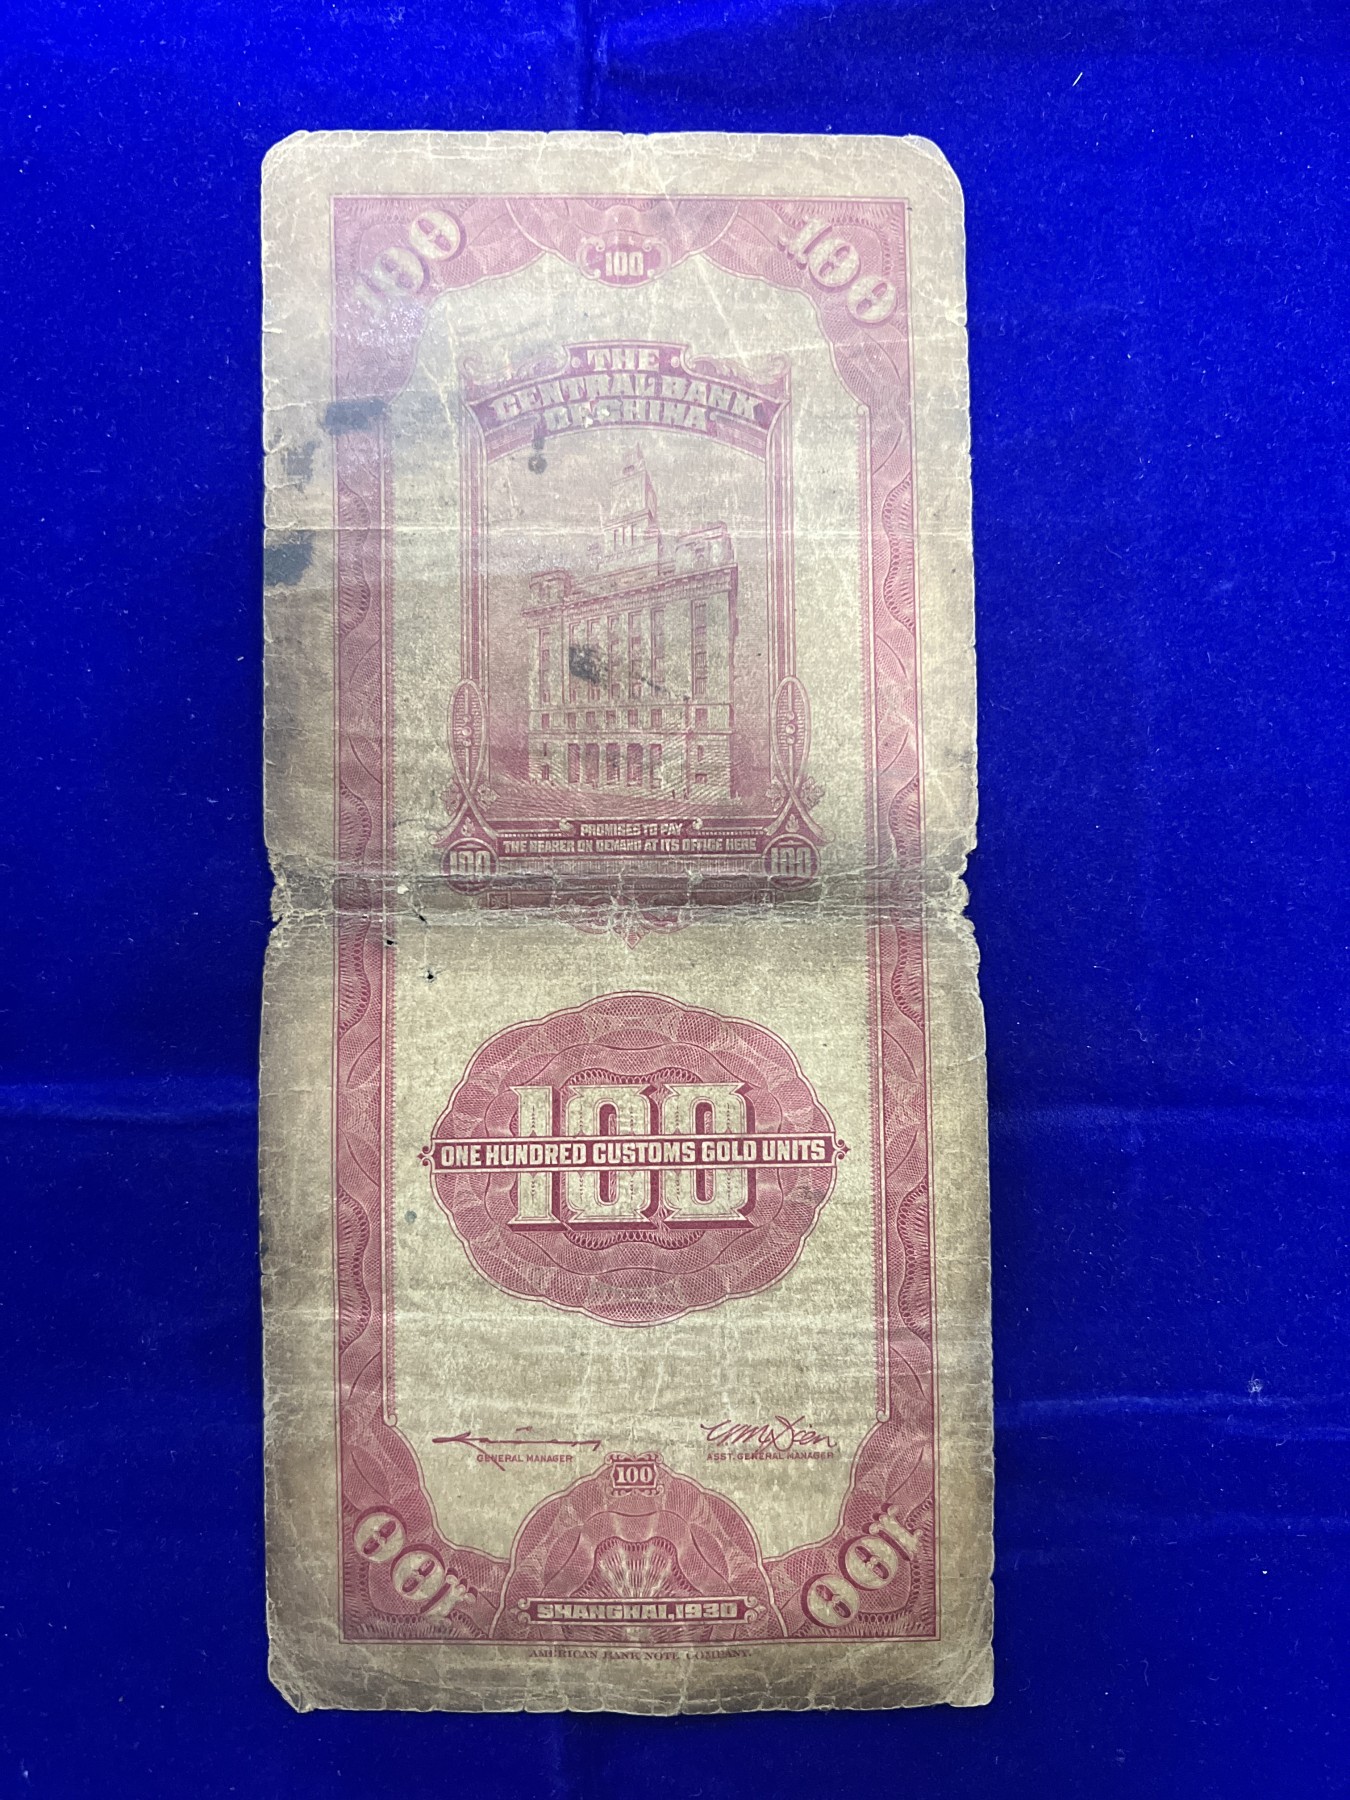 100 100 100
THE
CENTRAL BANK
OF CHINA
PROMISES TO PAY
100 THE BEARER ON DEMAND AT ITS OFFICE HERE 100
100
ONE HUNDRED CUSTOMS GOLD UNITS
GENERAL MANAGER ASST. GENERAL MANAGER
100
100 100
SHANGHAI, 1930
AMERICAN BANK NOTE COMPANY.